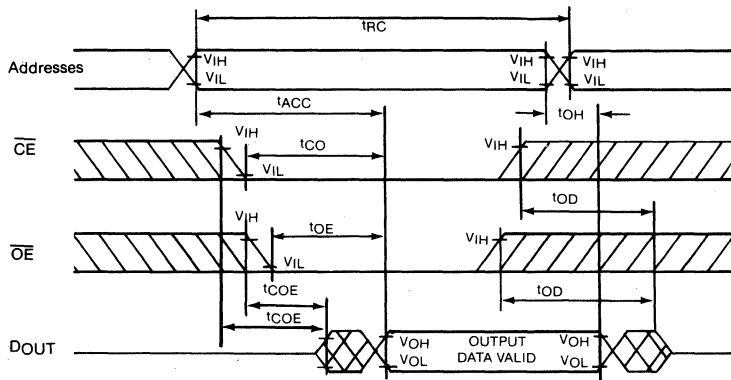 tRC
Addresses
VIH
VIL
VIH
VIL
VIH
VIL
tACC
tOH
CE
VIH
VIL
tCO
VIH
tOD
OE
VIH
VIL
tOE
VIH
tOD
tCOE
tCOE
DOUT
VOH
VOL
OUTPUT
DATA VALID
VOH
VOL